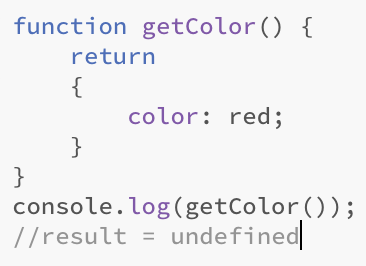 function getColor() {
    return
    {
        color: red;
    }
}
console.log(getColor());
//result = undefined